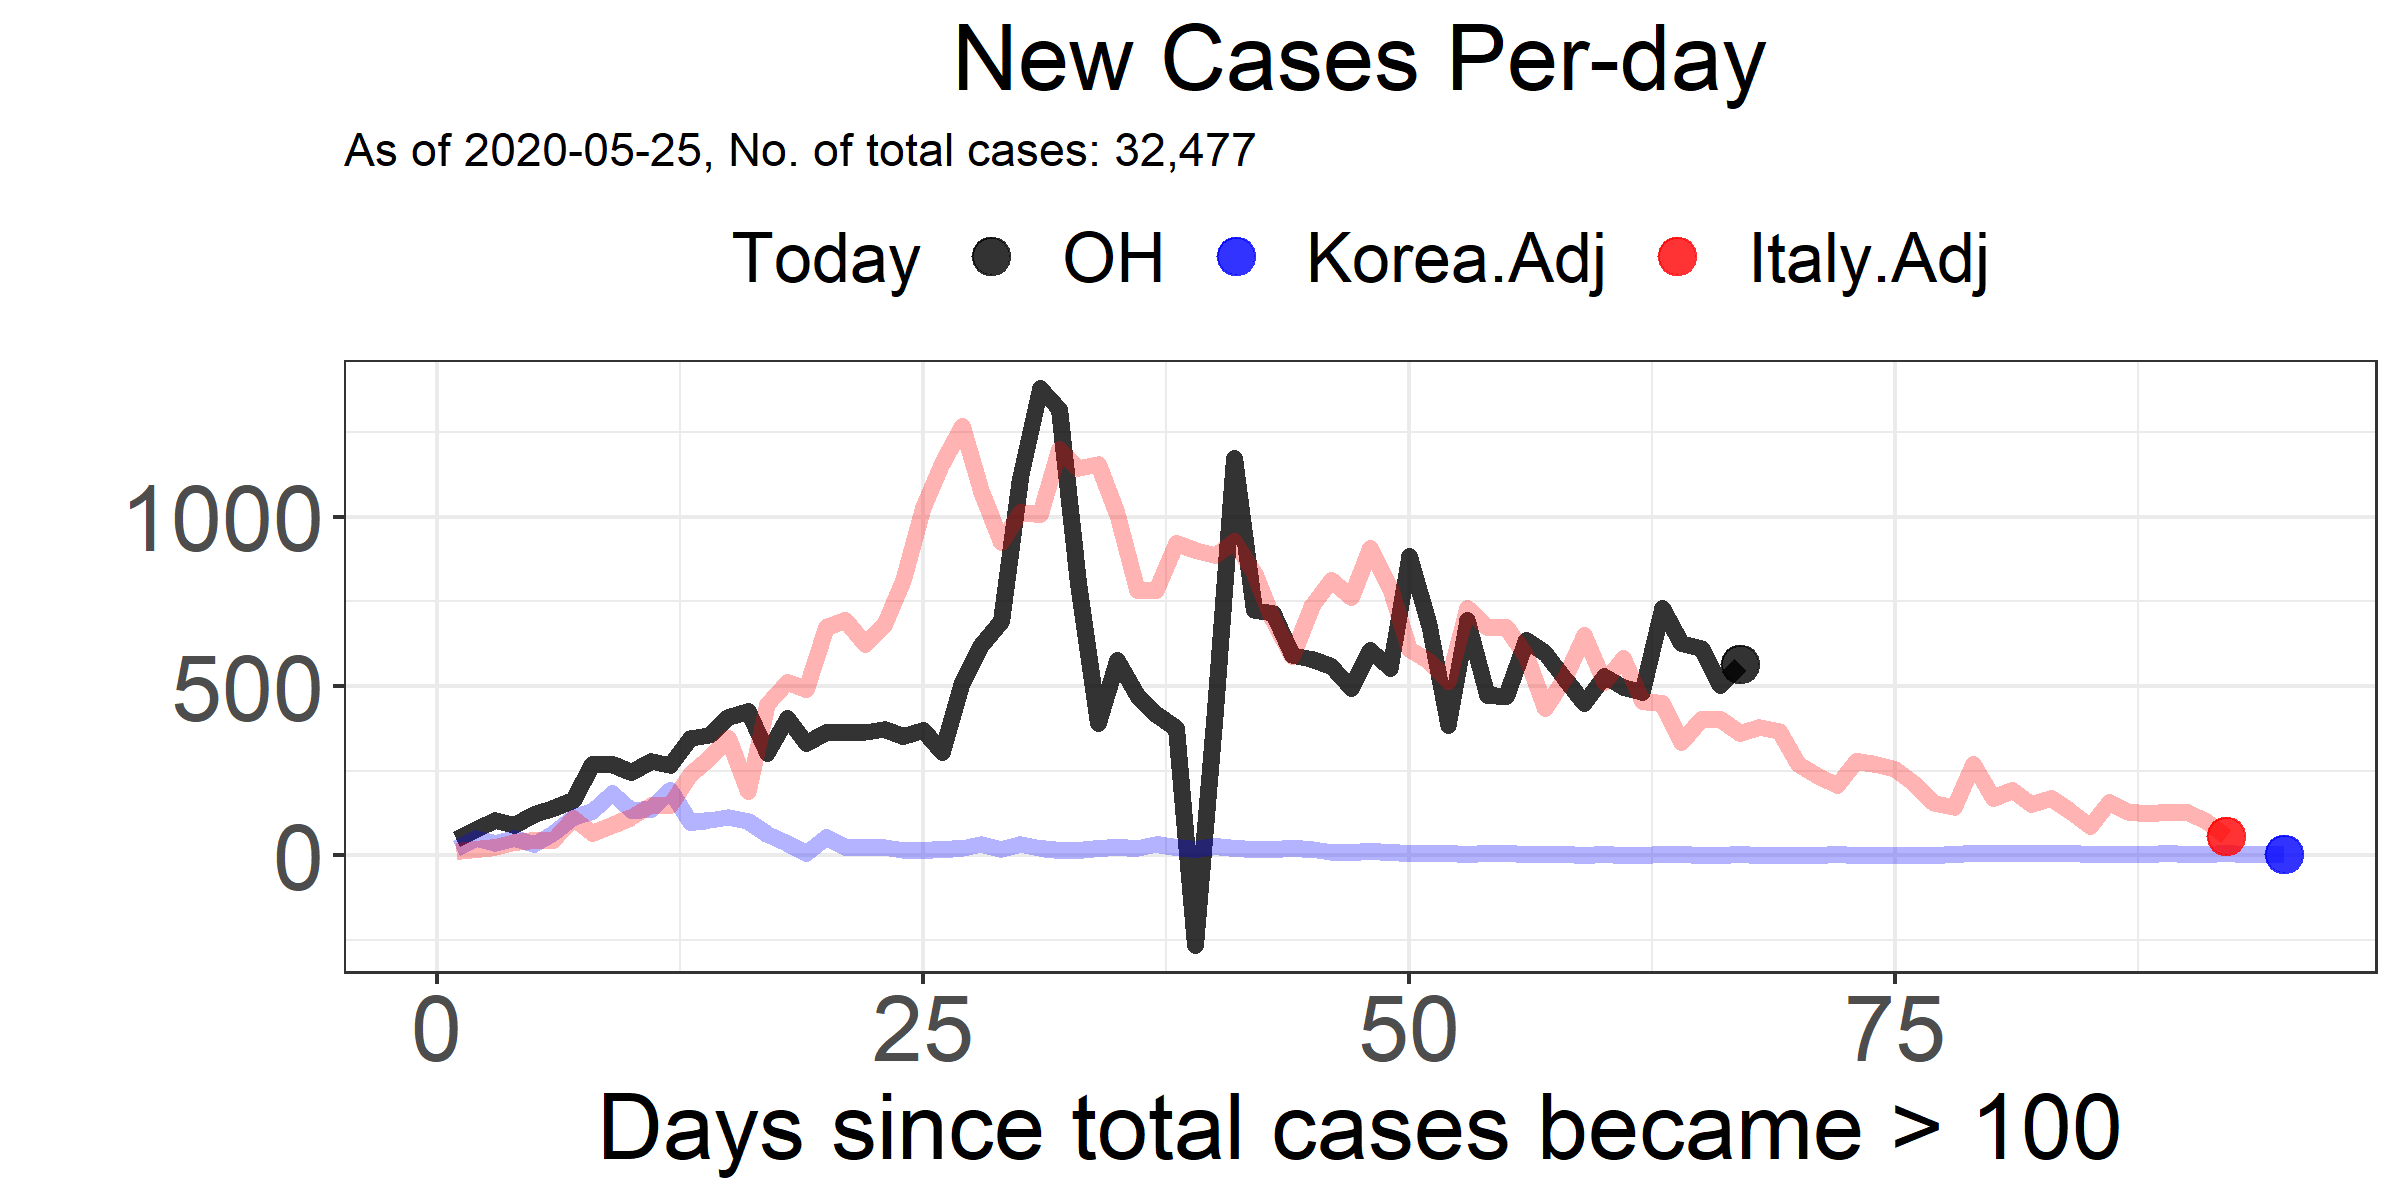 New Cases Per-day
As of 2020-05-25, No. of total cases: 32,477
Today OH Korea.Adj Italy.Adj
1000
500
0
0 25 50 75
Days since total cases became > 100